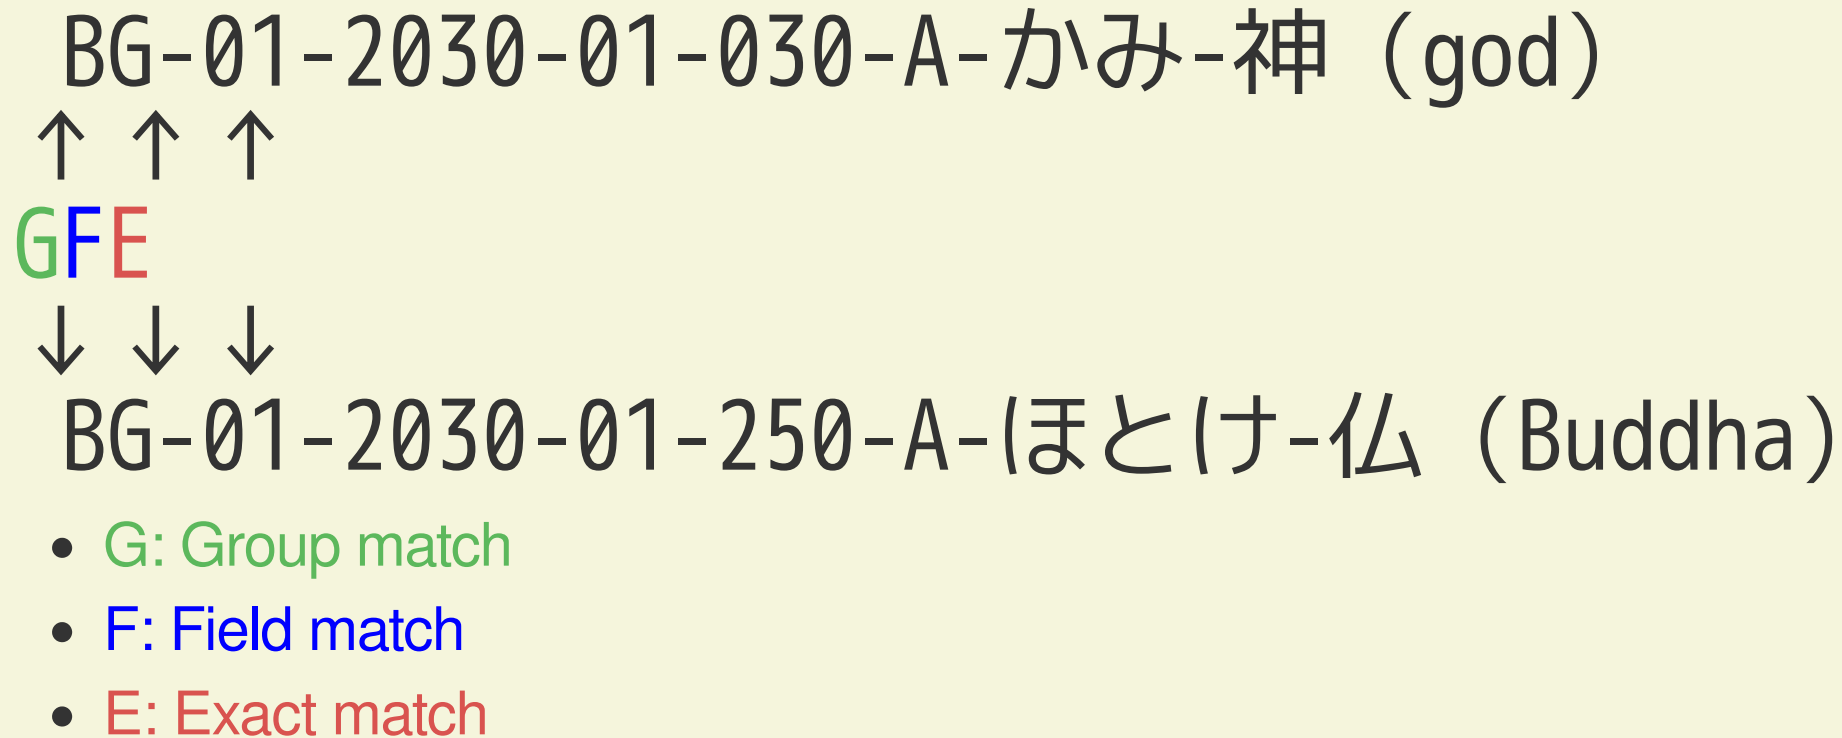 BG-01-2030-01-030-A-かみ-神 (god)
↑ ↑ ↑
GFE
↓ ↓ ↓
BG-01-2030-01-250-A-ほとけ-仏 (Buddha)
• G: Group match
• F: Field match
• E: Exact match